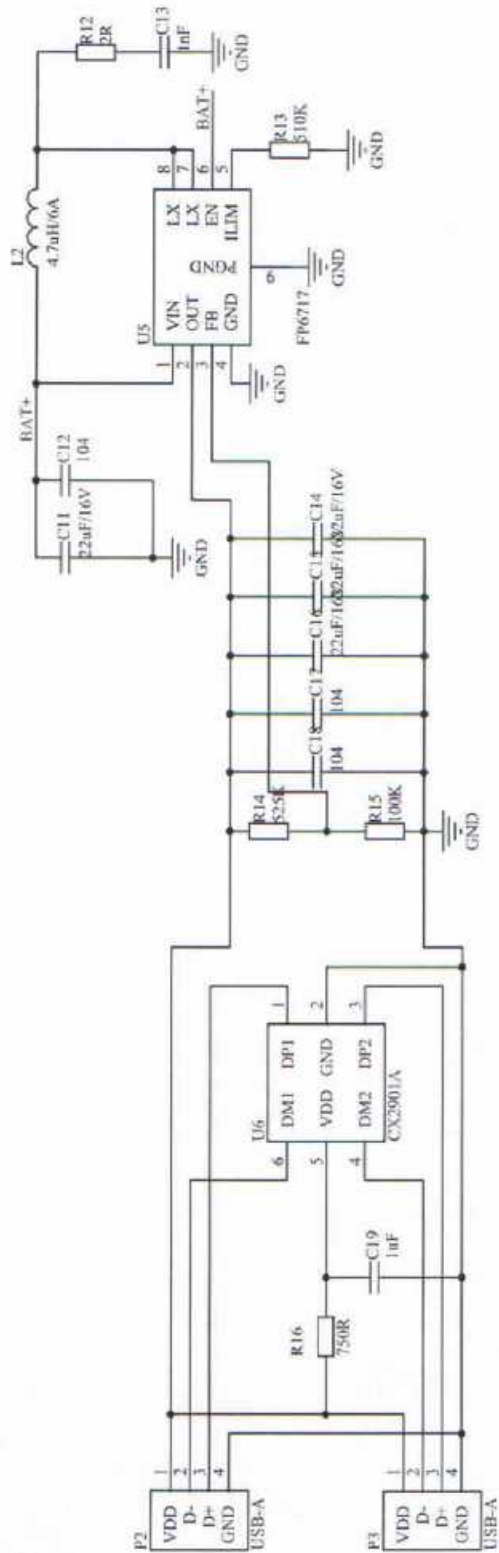 P2
VDD
D-
D+
GND
USB-A
1
2
3
4
P3
VDD
D-
D+
GND
USB-A
1
2
3
4
R16
750R
C19
1uF
U6
DM1
DP1
VDD
GND
DM2
DP2
CX2901A
6
5
4
1
2
3
R14
525K
R15
100K
GND
C18
104
C17
104
C16
22uF/16V
C15
C14
BAT+
C11
22uF/16V
C12
104
GND
L2
4.7uH/6A
U5
VIN
OUT
FB
GND
LX
LX
EN
ILIM
PGND
FP6717
1
2
3
4
8
7
6
5
9
GND
GND
BAT+
R13
510K
GND
R12
2R
C13
1nF
GND